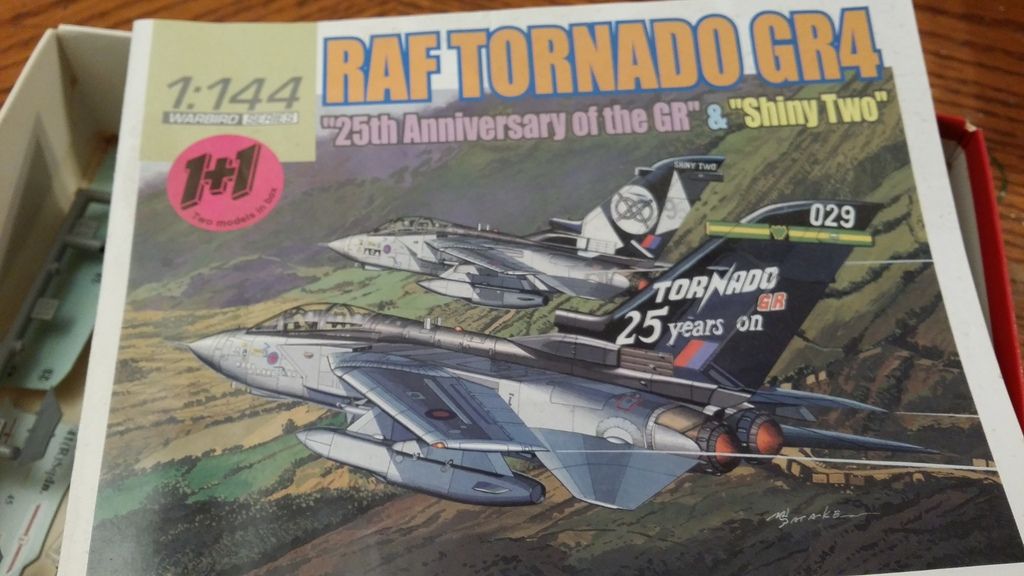 RAF TORNADO GR4
1:144
WARBIRD SERIES
"25th Anniversary of the GR" & "Shiny Two"
1+1
Two models in box
SHINY TWO
029
TORNADO
GR
25 years on